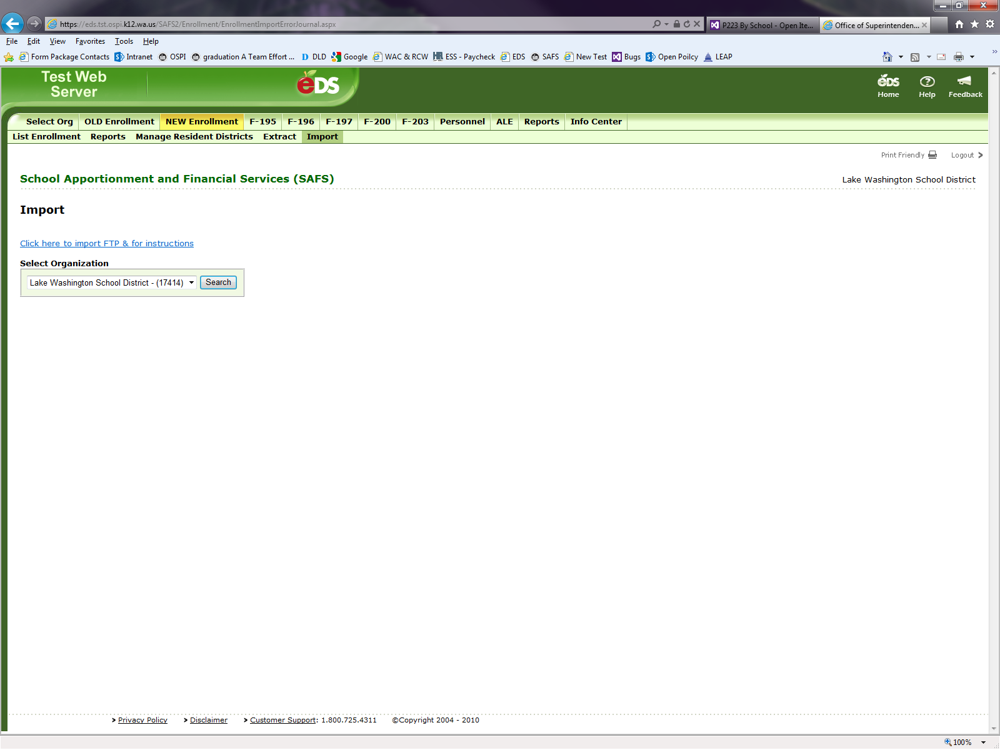 https://eds.tst.ospi.k12.wa.us/SAFS2/Enrollment/EnrollmentImportErrorJournal.aspx
P223 By School - Open Ite...
Office of Superintenden...
File Edit View Favorites Tools Help
Form Package Contacts Intranet OSPI graduation A Team Effort ... D DLD Google WAC & RCW HR ESS - Paycheck EDS SAFS New Test Bugs Open Poilcy LEAP
Test Web
Server
eDS
eDS
Home Help Feedback
Select Org OLD Enrollment NEW Enrollment F-195 F-196 F-197 F-200 F-203 Personnel ALE Reports Info Center
List Enrollment Reports Manage Resident Districts Extract Import
Print Friendly Logout
School Apportionment and Financial Services (SAFS)
Lake Washington School District
Import
Click here to import FTP & for instructions
Select Organization
Lake Washington School District - (17414) Search
Privacy Policy Disclaimer Customer Support: 1.800.725.4311 ©Copyright 2004 - 2010
100%